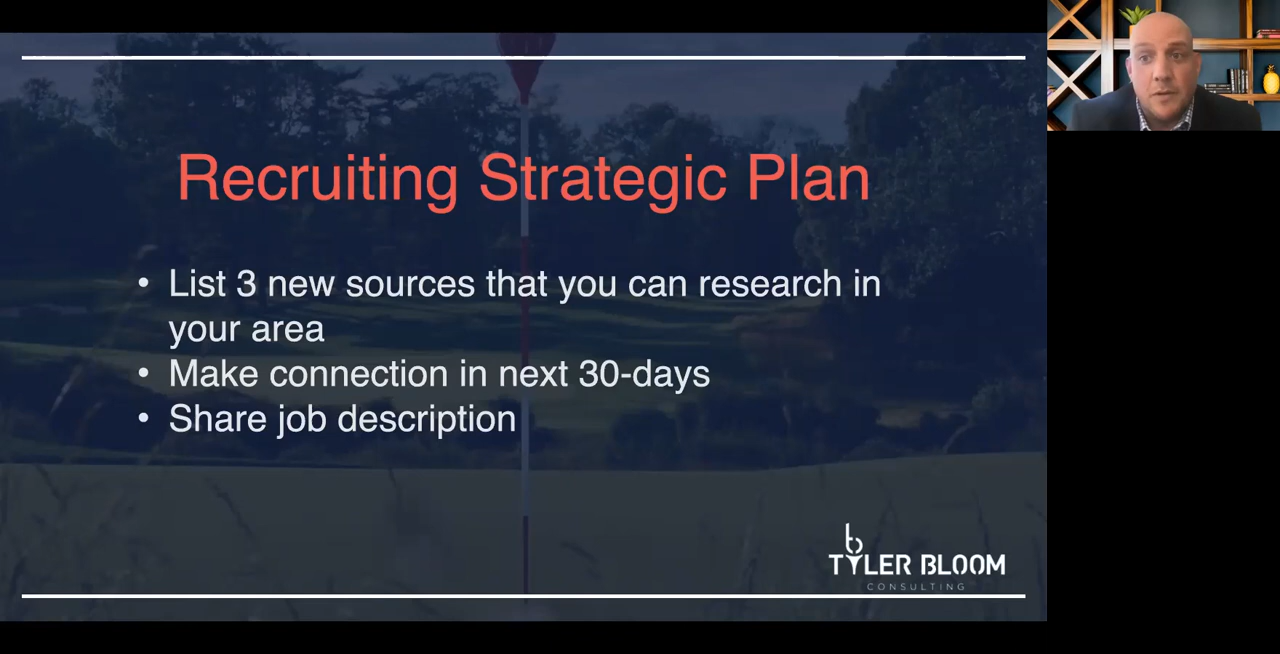 Recruiting Strategic Plan
• List 3 new sources that you can research in
your area
• Make connection in next 30-days
• Share job description
TYLER BLOOM
CONSULTING